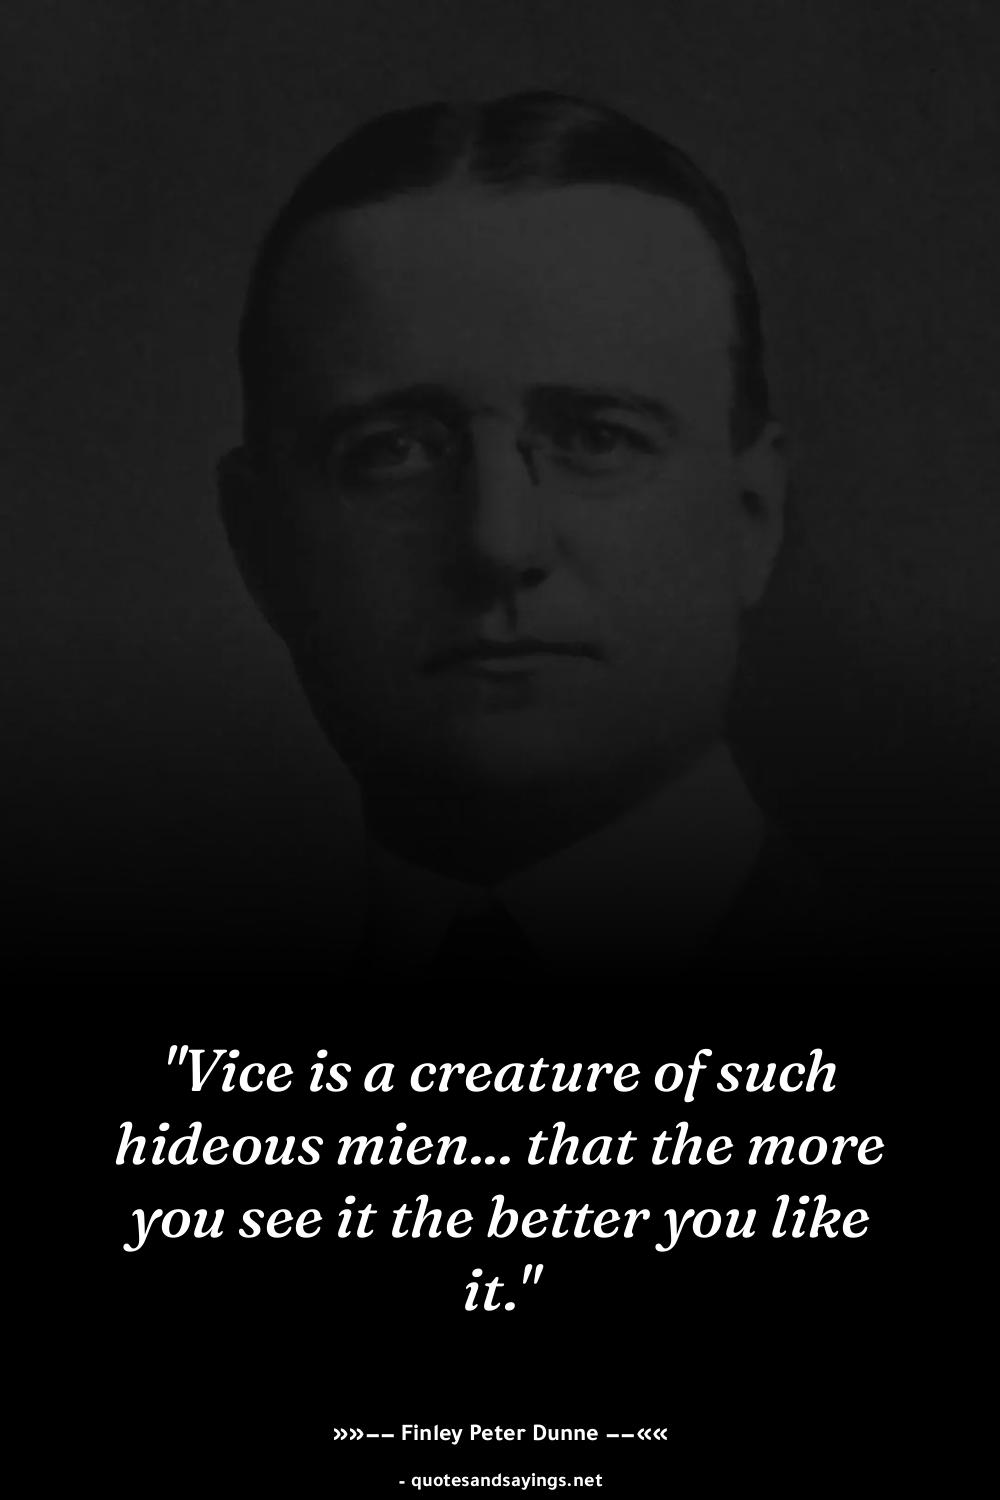 "Vice is a creature of such
hideous mien... that the more
you see it the better you like
it."
»»–– Finley Peter Dunne ––««
- quotesandsayings.net